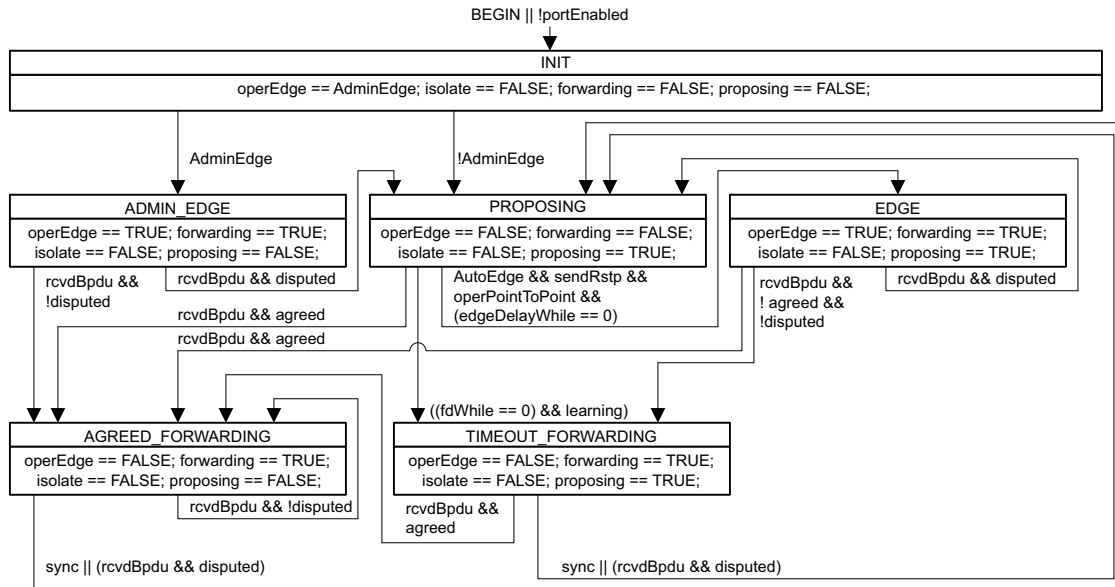 BEGIN || !portEnabled
INIT
operEdge == AdminEdge; isolate == FALSE; forwarding == FALSE; proposing == FALSE;
AdminEdge
!AdminEdge
ADMIN_EDGE
operEdge == TRUE; forwarding == TRUE;
isolate == FALSE; proposing == FALSE;
PROPOSING
operEdge == FALSE; forwarding == FALSE;
isolate == FALSE; proposing == TRUE;
EDGE
operEdge == TRUE; forwarding == TRUE;
isolate == FALSE; proposing == TRUE;
rcvdBpdu &&
!disputed
rcvdBpdu && disputed
AutoEdge && sendRstp &&
operPointToPoint &&
(edgeDelayWhile == 0)
rcvdBpdu &&
! agreed &&
!disputed
rcvdBpdu && disputed
rcvdBpdu && agreed
rcvdBpdu && agreed
((fdWhile == 0) && learning)
AGREED_FORWARDING
operEdge == FALSE; forwarding == TRUE;
isolate == FALSE; proposing == FALSE;
TIMEOUT_FORWARDING
operEdge == FALSE; forwarding == TRUE;
isolate == FALSE; proposing == TRUE;
rcvdBpdu && !disputed
rcvdBpdu &&
agreed
sync || (rcvdBpdu && disputed)
sync || (rcvdBpdu && disputed)